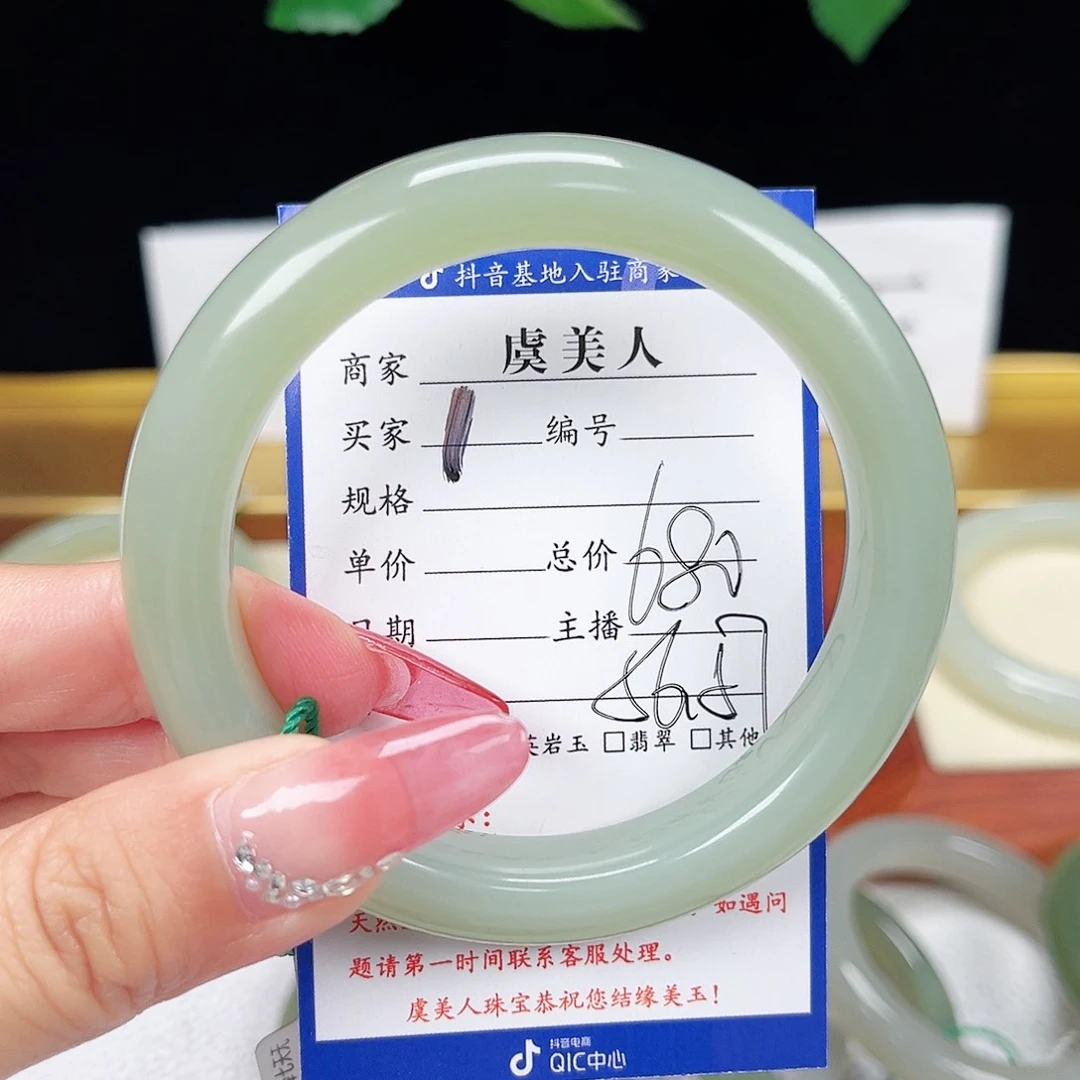 抖音基地入驻商家
商家 虞美人
买家 编号
规格
单价 总价 687
期 主播
岩玉 □翡翠 □其他
天然 如遇问
题请第一时间联系客服处理。
虞美人珠宝恭祝您结缘美玉!
抖音电商
QIC中心